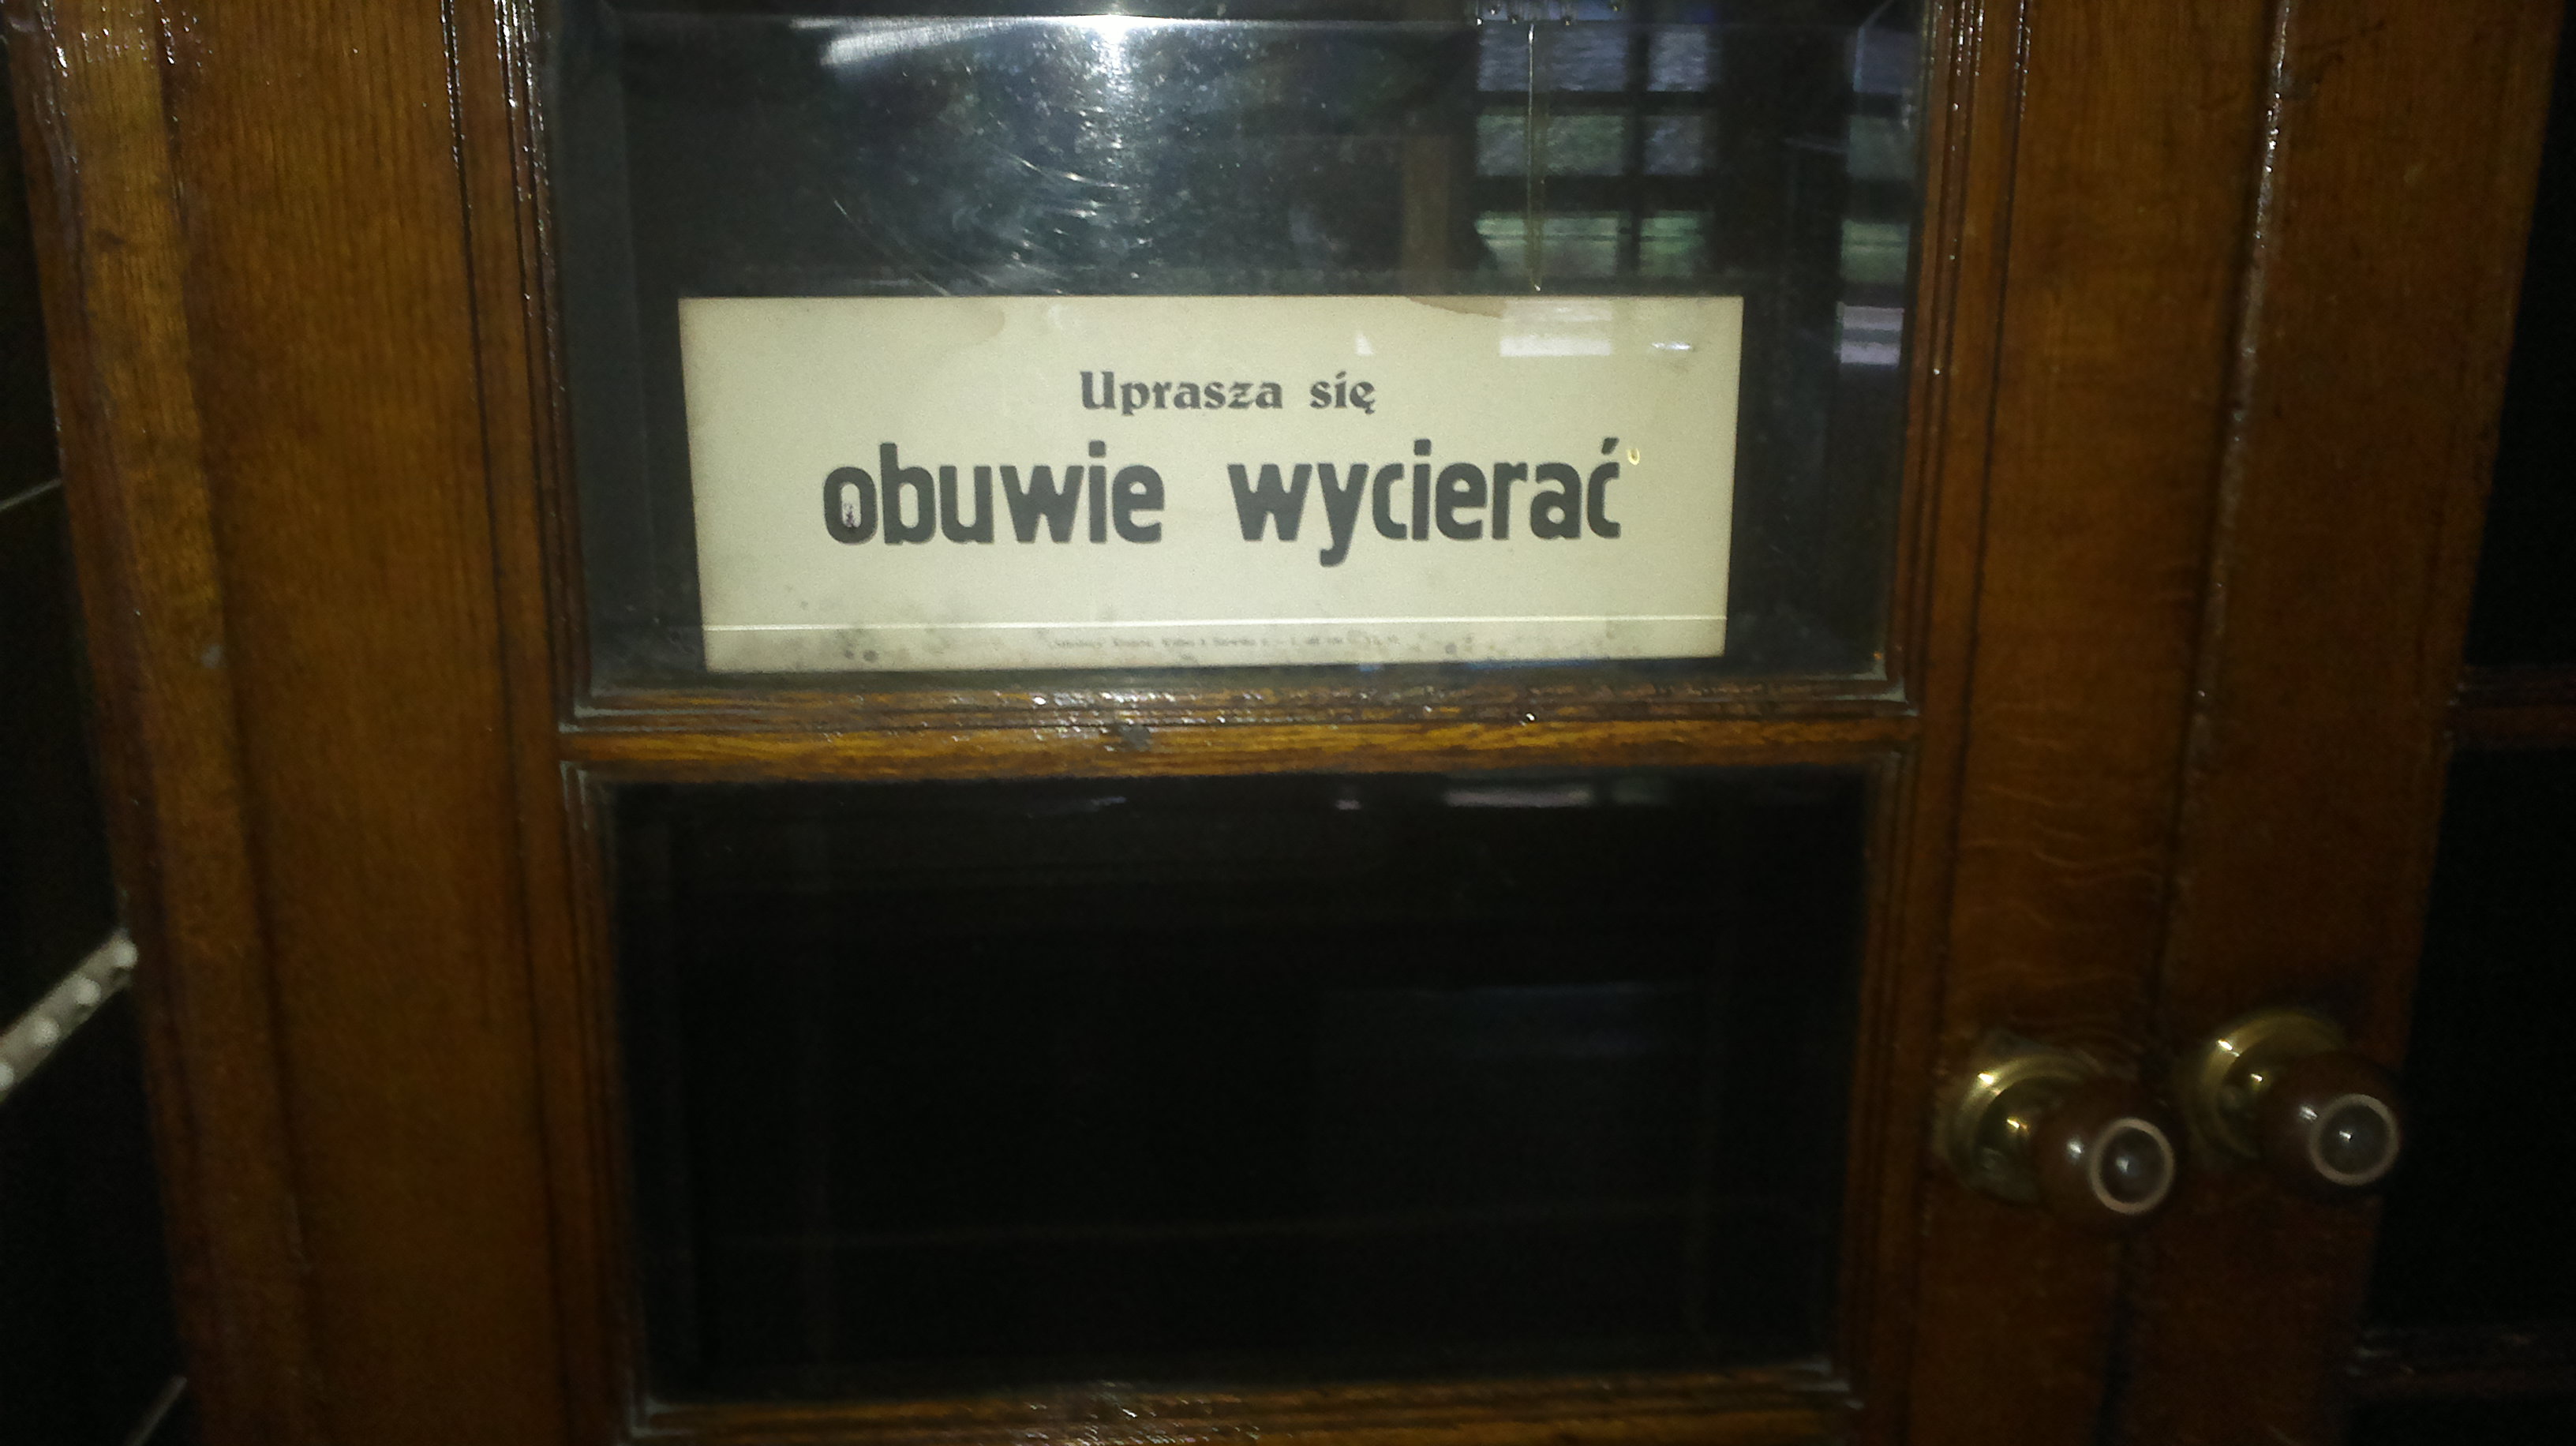 Uprasza się
obuwie wycierać